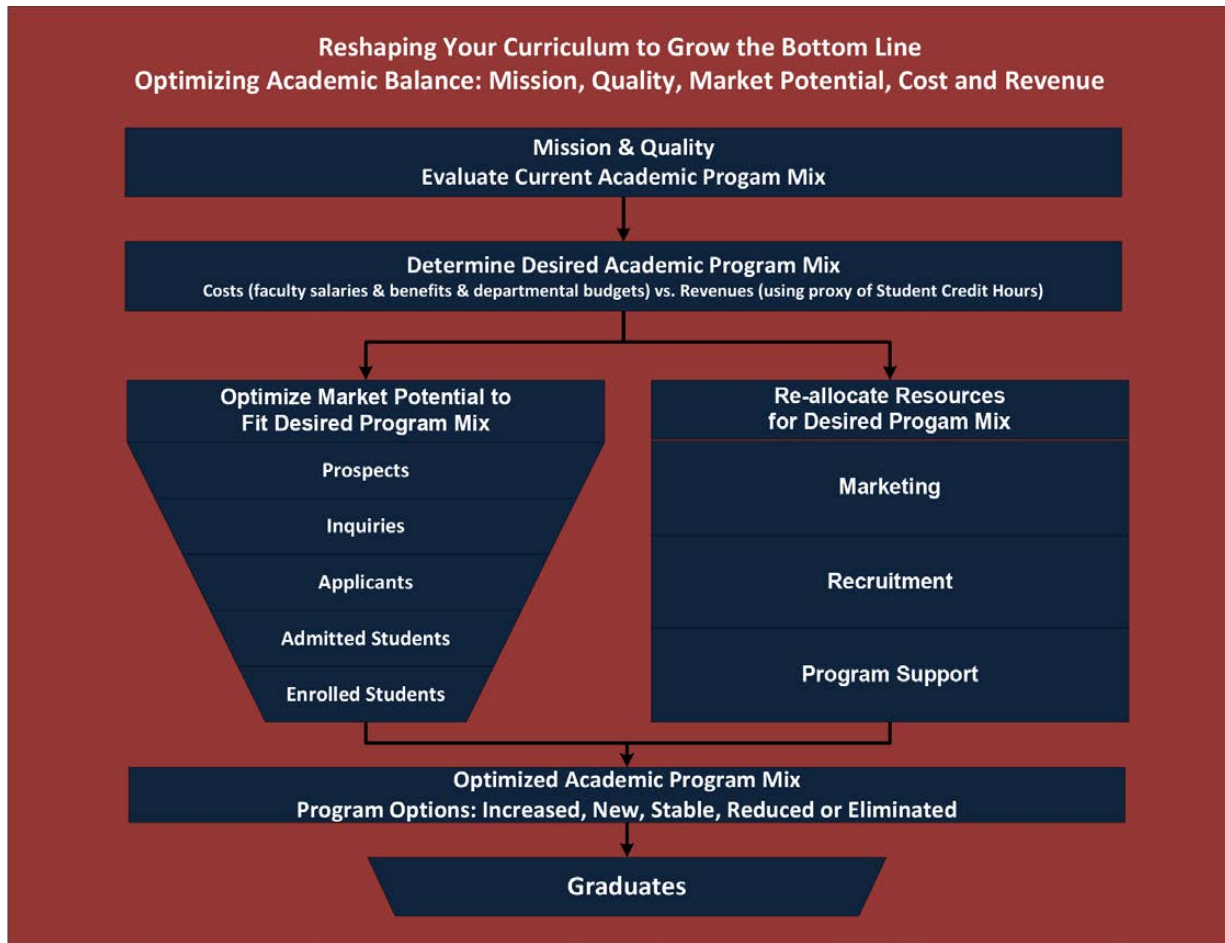 Reshaping Your Curriculum to Grow the Bottom Line
Optimizing Academic Balance: Mission, Quality, Market Potential, Cost and Revenue
Mission & Quality
Evaluate Current Academic Progam Mix
Determine Desired Academic Program Mix
Costs (faculty salaries & benefits & departmental budgets) vs. Revenues (using proxy of Student Credit Hours)
Optimize Market Potential to
Fit Desired Program Mix
Prospects
Inquiries
Applicants
Admitted Students
Enrolled Students
Re-allocate Resources
for Desired Progam Mix
Marketing
Recruitment
Program Support
Optimized Academic Program Mix
Program Options: Increased, New, Stable, Reduced or Eliminated
Graduates